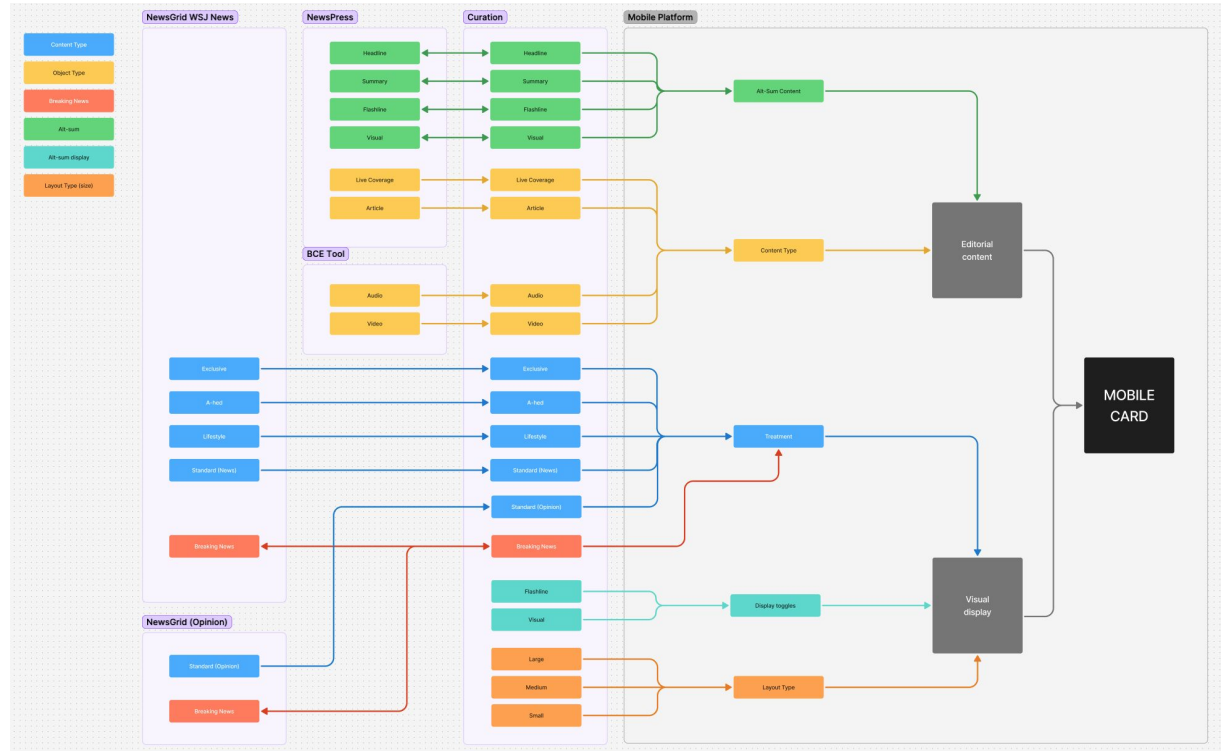 NewsGrid WSJ News
NewsPress
Curation
Mobile Platform
Content Type
Object Type
Breaking News
Alt-sum
Alt-sum display
Layout Type (size)
Headline
Headline
Summary
Summary
Alt-Sum Content
Flashline
Flashline
Visual
Visual
Live Coverage
Live Coverage
Article
Article
BCE Tool
Content Type
Editorial
content
Audio
Audio
Video
Video
Exclusive
Exclusive
A-hed
A-hed
MOBILE
CARD
Lifestyle
Lifestyle
Treatment
Standard (News)
Standard (News)
Standard (Opinion)
Breaking News
Breaking News
Flashline
Display toggles
Visual
Visual
display
NewsGrid (Opinion)
Standard (Opinion)
Large
Medium
Layout Type
Breaking News
Small